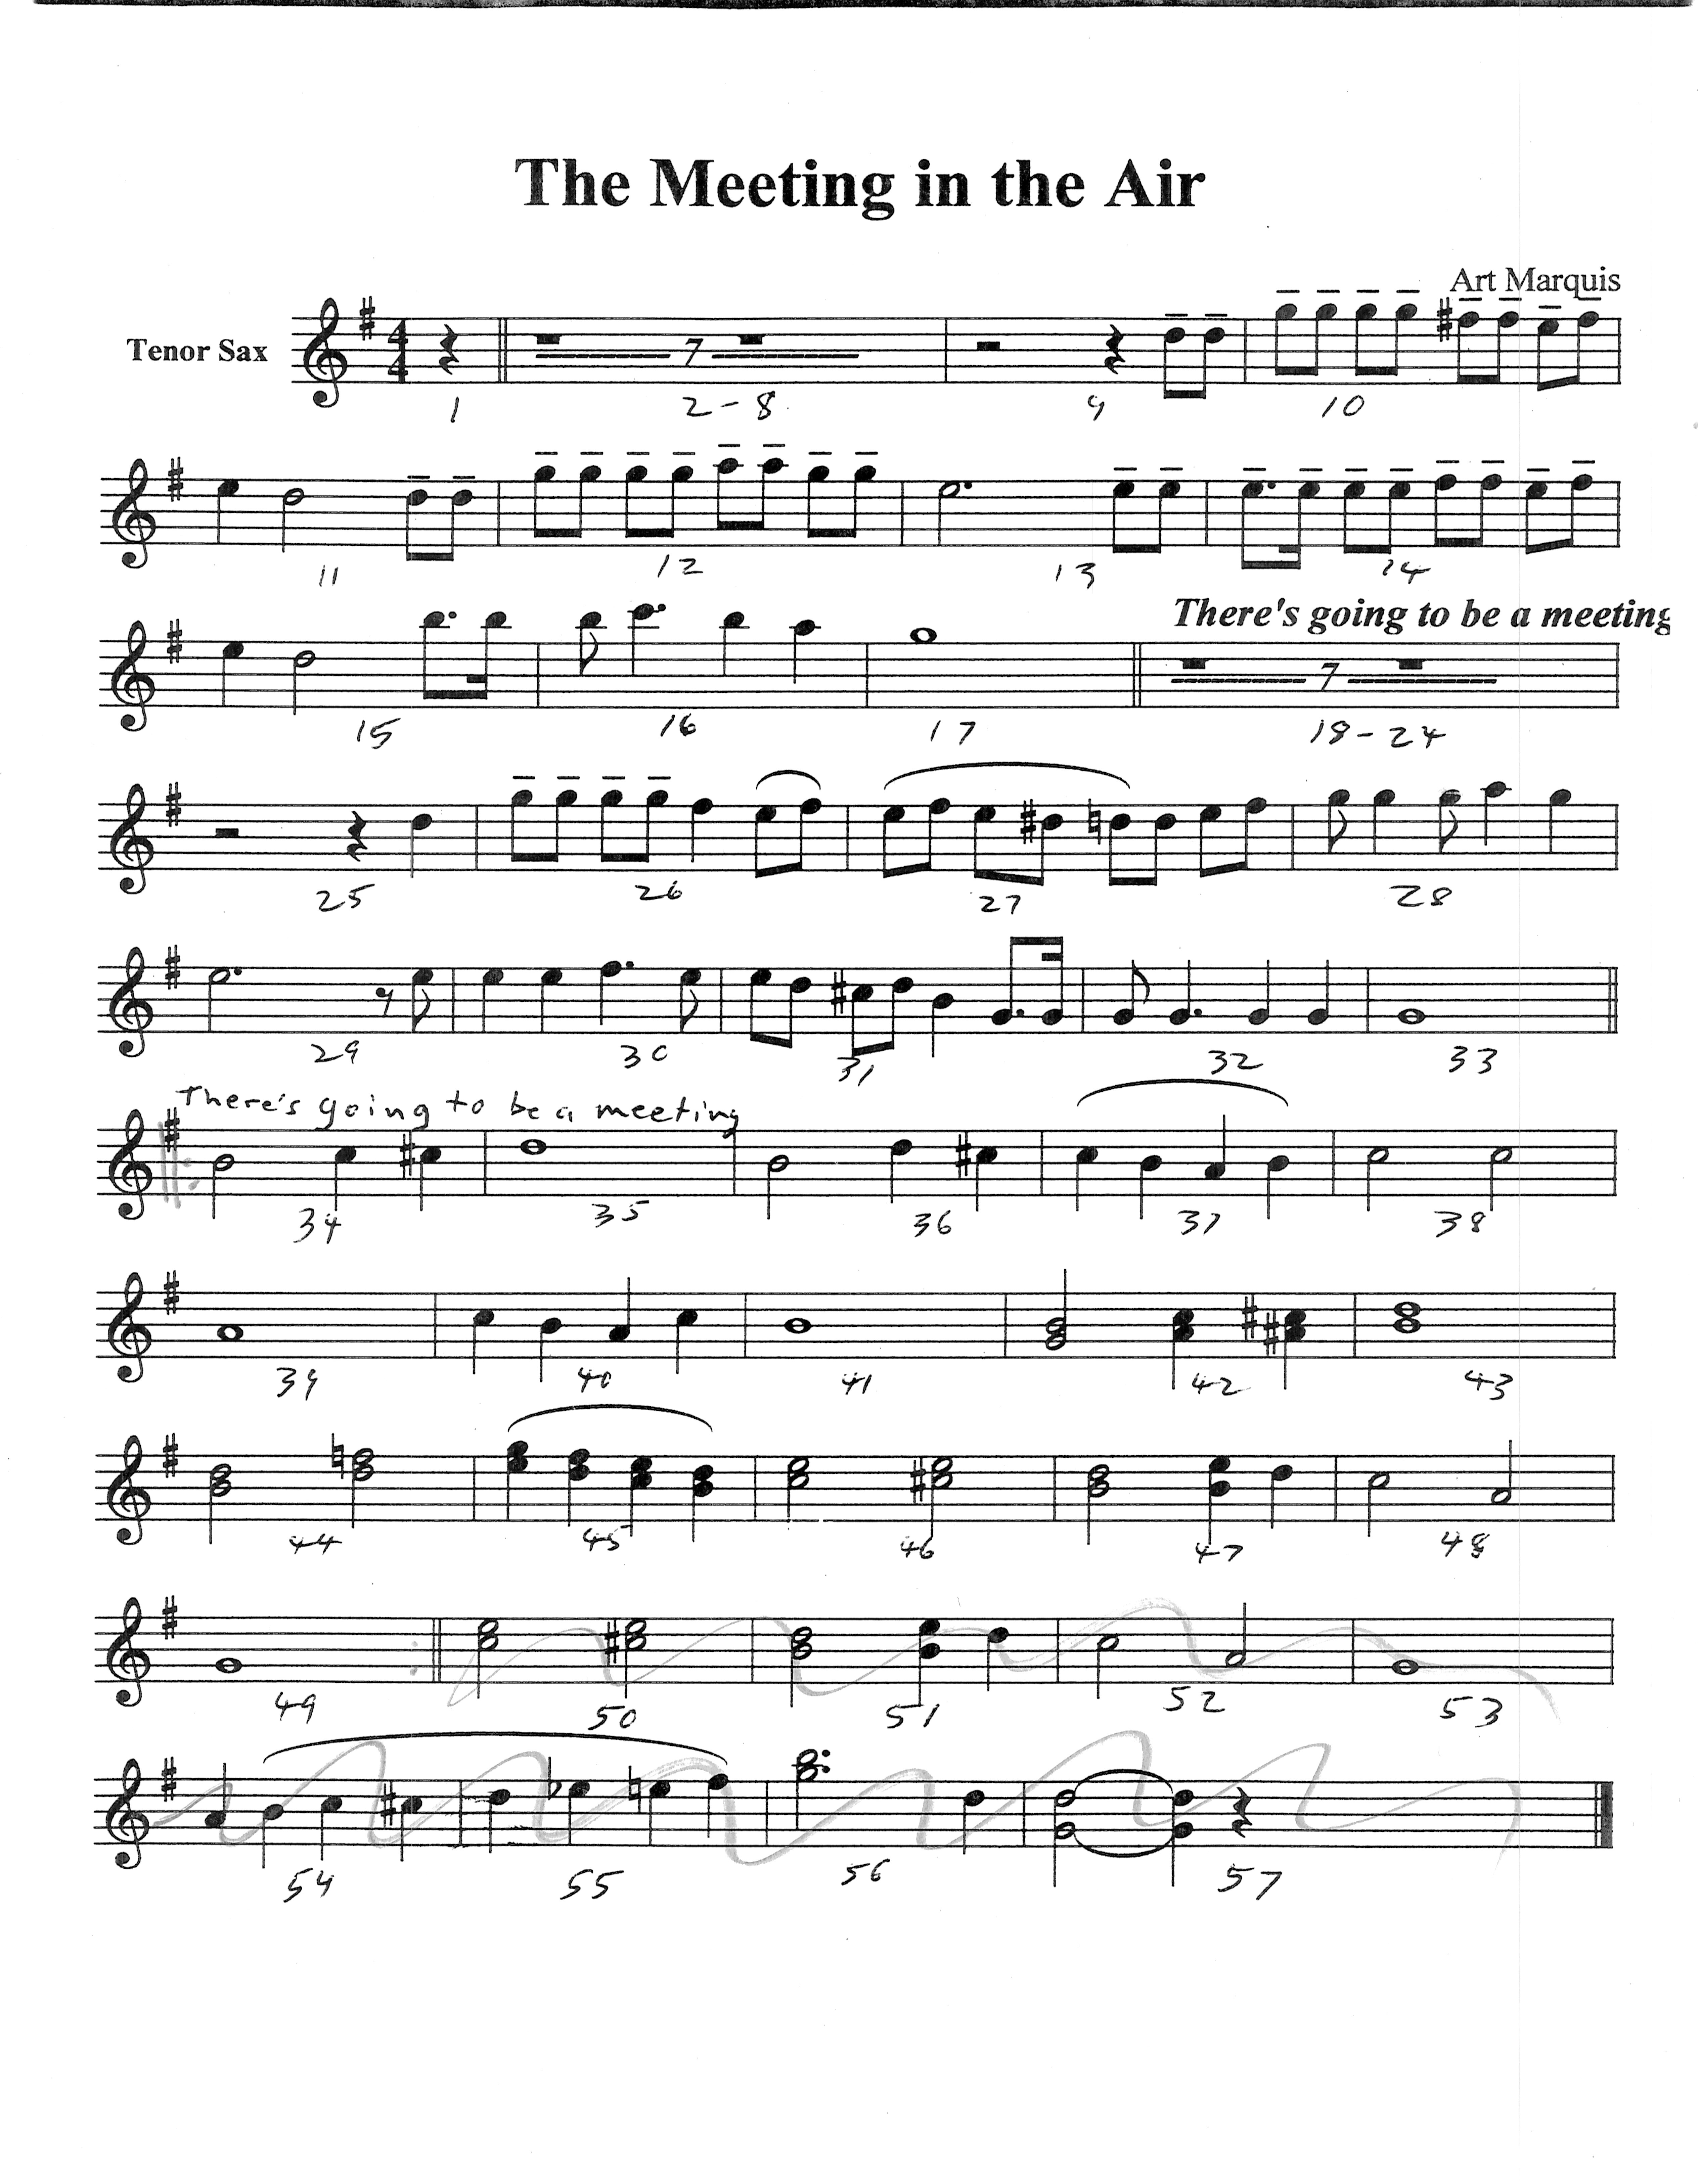 The Meeting in the Air
Art Marquis
Tenor Sax
7
1 2-8 9 10
11 12 13 14
There's going to be a meeting
7
15 16 17 18-24
25 26 27 28
29 30 31 32 33
There's going to be a meeting
34 35 36 37 38
39 40 41 42 43
44 45 46 47 48
49 50 51 52 53
54 55 56 57